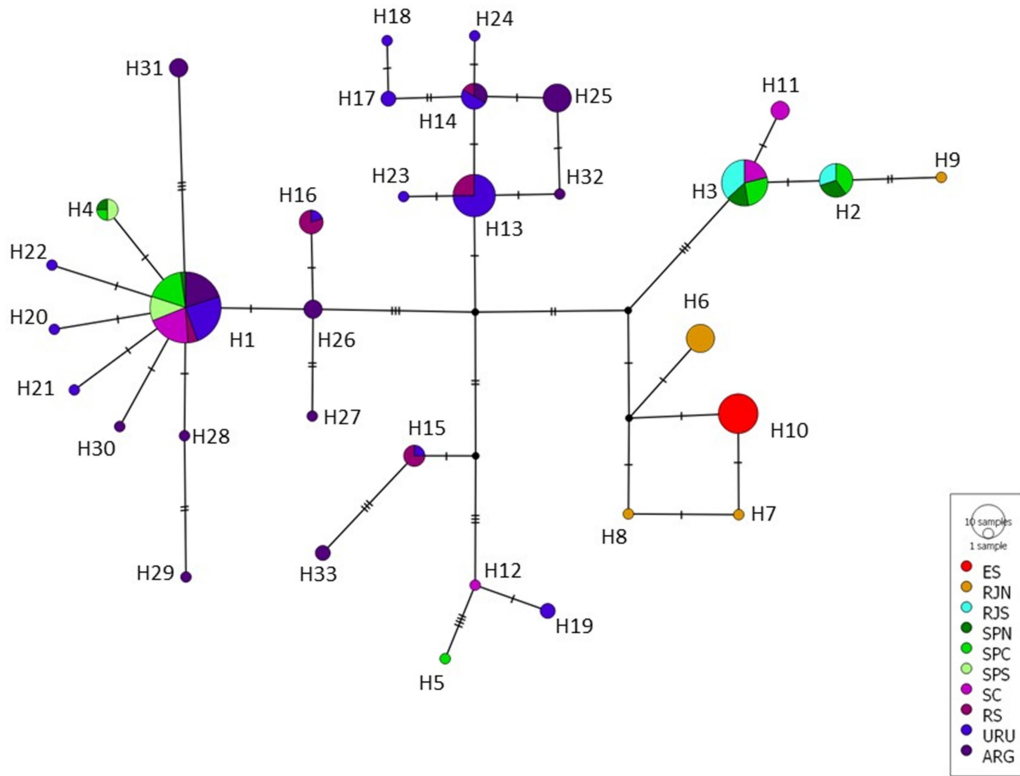 H18
H24
H31
H11
H17
H14
H25
H9
H23
H32
H16
H3
H2
H4
H13
H22
H6
H20
H1
H26
H21
H27
H10
H30
H28
H15
H8
H7
H29
H33
H12
H19
H5
10 samples
1 sample
ES
RJN
RJS
SPN
SPC
SPS
SC
RS
URU
ARG